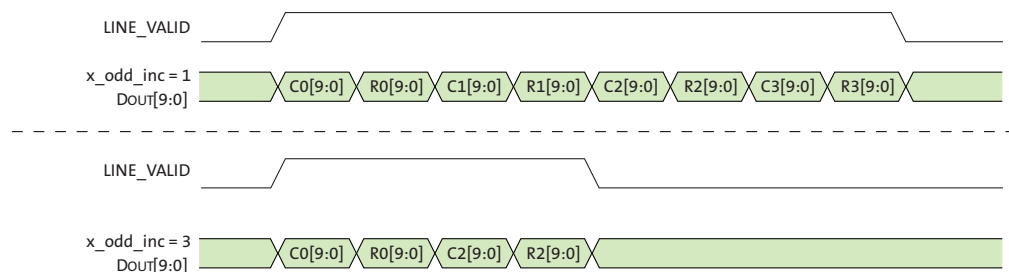 LINE_VALID
x_odd_inc = 1
DOUT[9:0]
C0[9:0] R0[9:0] C1[9:0] R1[9:0] C2[9:0] R2[9:0] C3[9:0] R3[9:0]
LINE_VALID
x_odd_inc = 3
DOUT[9:0]
C0[9:0] R0[9:0] C2[9:0] R2[9:0]